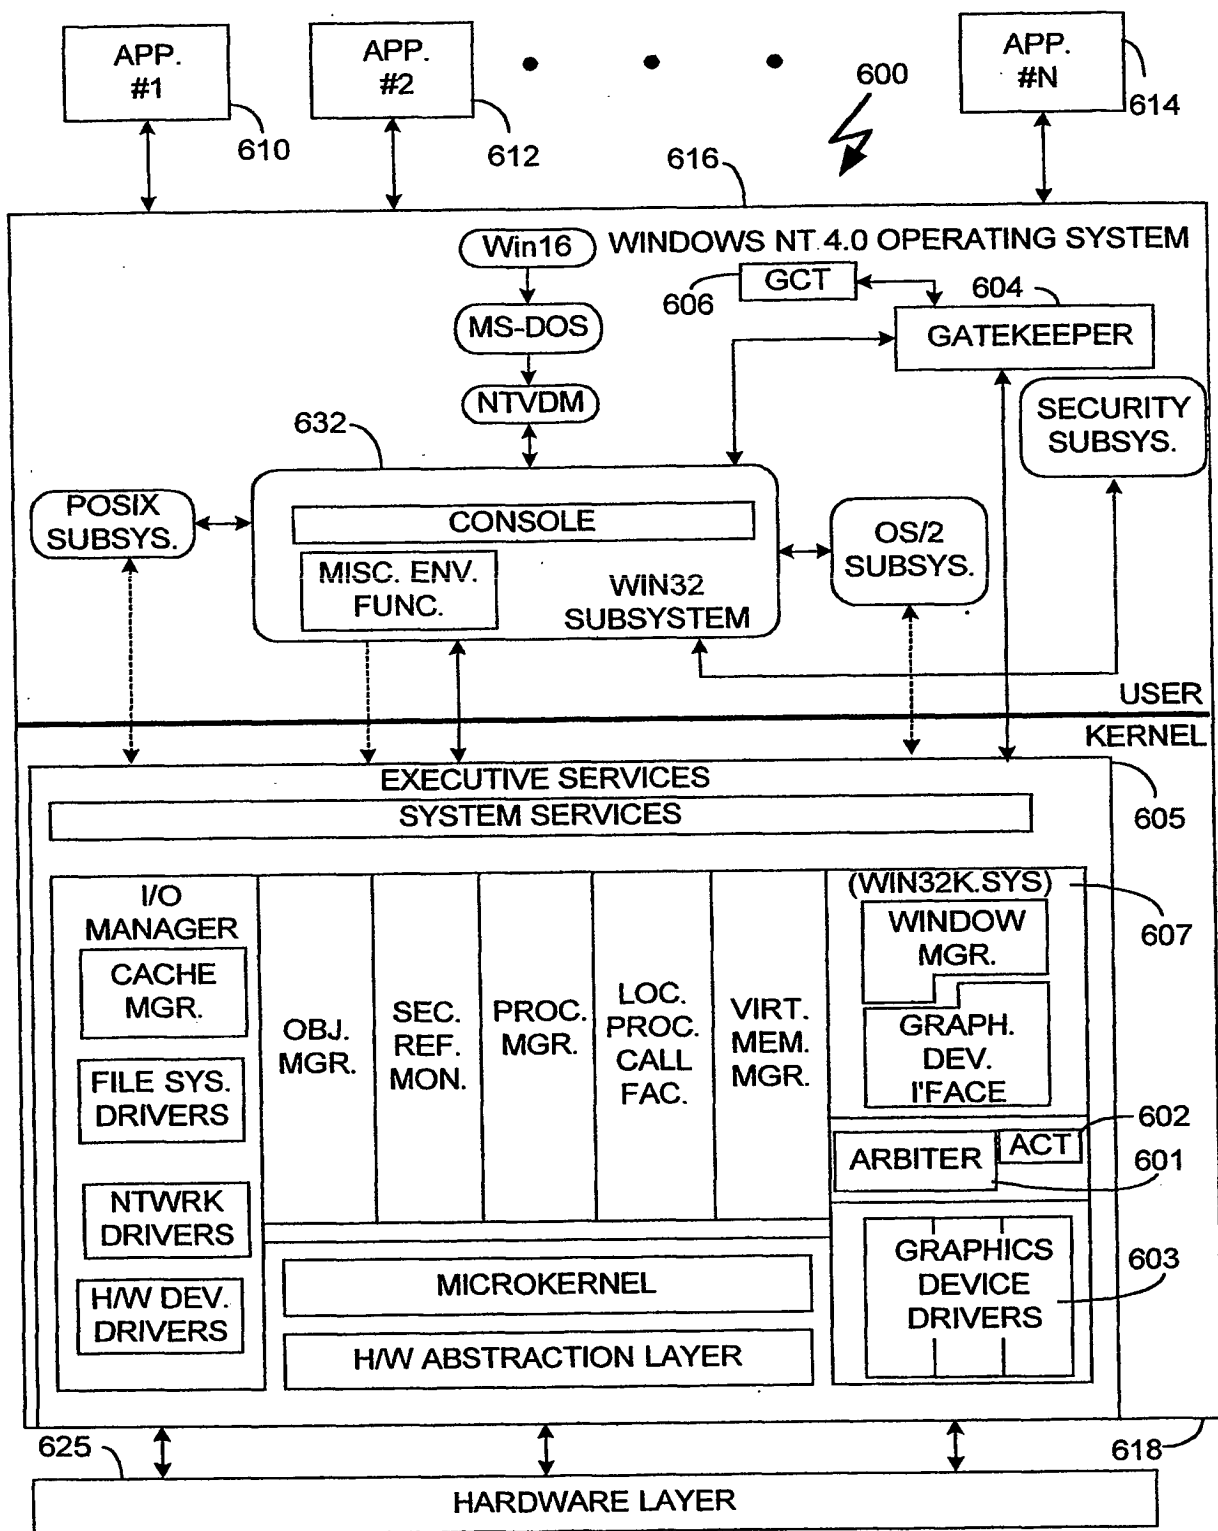 APP.
#1
610
APP.
#2
612
600
APP.
#N
614
616
WINDOWS NT 4.0 OPERATING SYSTEM
Win16
MS-DOS
NTVDM
606
GCT
604
GATEKEEPER
SECURITY
SUBSYS.
632
POSIX
SUBSYS.
CONSOLE
MISC. ENV.
FUNC.
WIN32
SUBSYSTEM
OS/2
SUBSYS.
USER
KERNEL
EXECUTIVE SERVICES
SYSTEM SERVICES
605
I/O
MANAGER
CACHE
MGR.
FILE SYS.
DRIVERS
NTWRK
DRIVERS
H/W DEV.
DRIVERS
OBJ.
MGR.
SEC.
REF.
MON.
PROC.
MGR.
LOC.
PROC.
CALL
FAC.
VIRT.
MEM.
MGR.
(WIN32K.SYS)
607
WINDOW
MGR.
GRAPH.
DEV.
I'FACE
602
ARBITER
ACT
601
GRAPHICS
DEVICE
DRIVERS
603
MICROKERNEL
H/W ABSTRACTION LAYER
625
618
HARDWARE LAYER